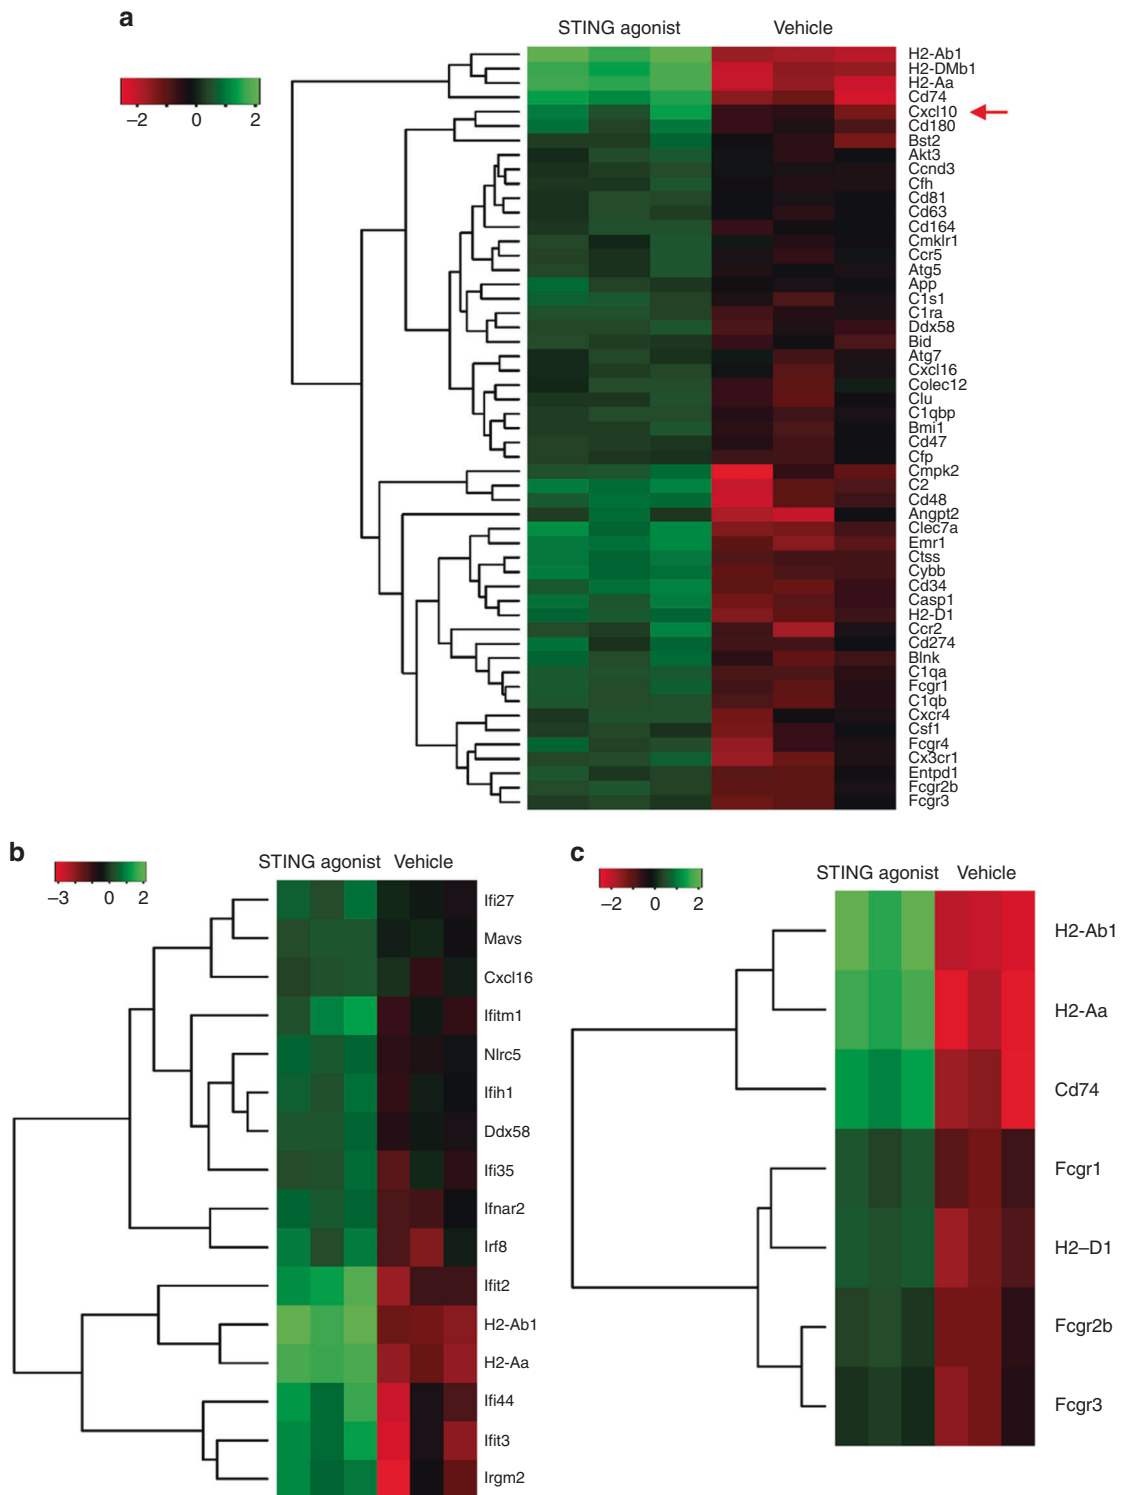 a
STING agonist
Vehicle
−2
0
2
H2-Ab1
H2-DMb1
H2-Aa
Cd74
Cxcl10
Cd180
Bst2
Akt3
Ccnd3
Cfh
Cd81
Cd63
Cd164
Cmklr1
Ccr5
Atg5
App
C1s1
C1ra
Ddx58
Bid
Atg7
Cxcl16
Colec12
Clu
C1qbp
Bmi1
Cd47
Cfp
Cmpk2
C2
Cd48
Angpt2
Clec7a
Emr1
Ctss
Cybb
Cd34
Casp1
H2-D1
Ccr2
Cd274
Blnk
C1qa
Fcgr1
C1qb
Cxcr4
Csf1
Fcgr4
Cx3cr1
Entpd1
Fcgr2b
Fcgr3
b
STING agonist
Vehicle
−3
0
2
Ifi27
Mavs
Cxcl16
Ifitm1
Nlrc5
Ifih1
Ddx58
Ifi35
Ifnar2
Irf8
Ifit2
H2-Ab1
H2-Aa
Ifi44
Ifit3
Irgm2
c
STING agonist
Vehicle
−2
0
2
H2-Ab1
H2-Aa
Cd74
Fcgr1
H2–D1
Fcgr2b
Fcgr3